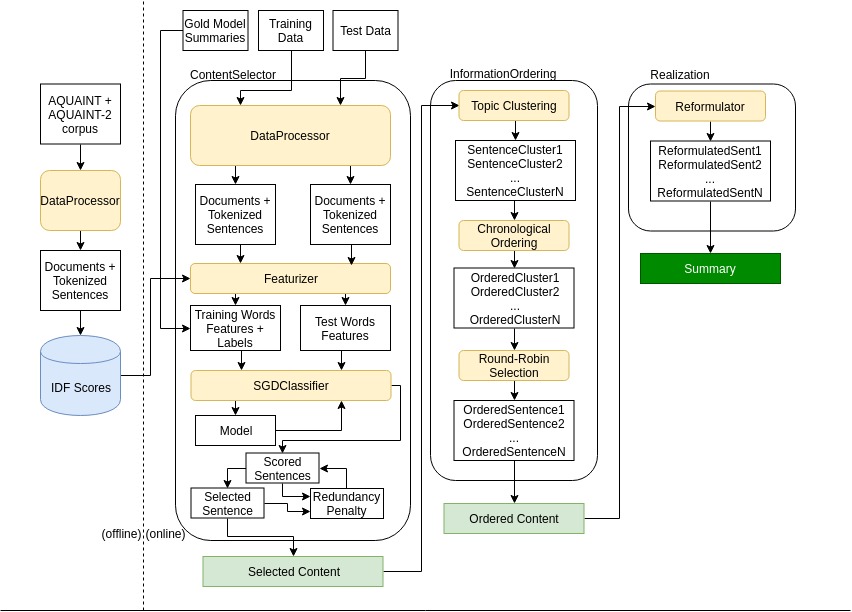 AQUAINT +
AQUAINT-2
corpus
DataProcessor
Documents +
Tokenized
Sentences
IDF Scores
(offline)
(online)
Gold Model
Summaries
Training
Data
Test Data
ContentSelector
DataProcessor
Documents +
Tokenized
Sentences
Documents +
Tokenized
Sentences
Featurizer
Training Words
Features +
Labels
Test Words
Features
SGDClassifier
Model
Scored
Sentences
Selected
Sentence
Redundancy
Penalty
Selected Content
InformationOrdering
Topic Clustering
SentenceCluster1
SentenceCluster2
...
SentenceClusterN
Chronological
Ordering
OrderedCluster1
OrderedCluster2
...
OrderedClusterN
Round-Robin
Selection
OrderedSentence1
OrderedSentence2
...
OrderedSentenceN
Ordered Content
Realization
Reformulator
ReformulatedSent1
ReformulatedSent2
...
ReformulatedSentN
Summary